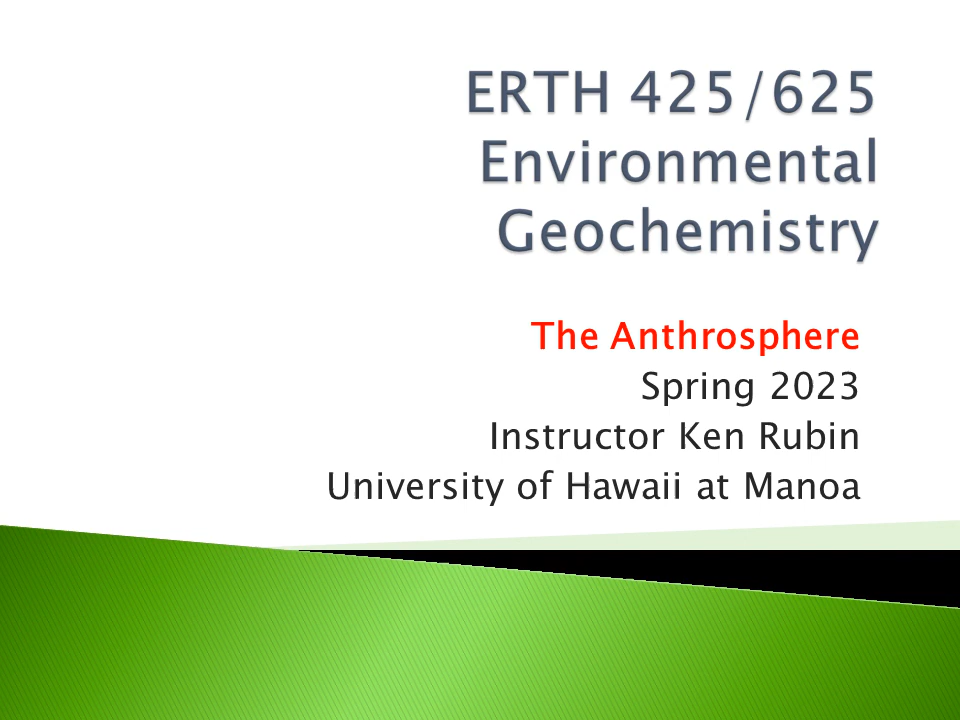 ERTH 425/625
Environmental
Geochemistry
The Anthrosphere
Spring 2023
Instructor Ken Rubin
University of Hawaii at Manoa